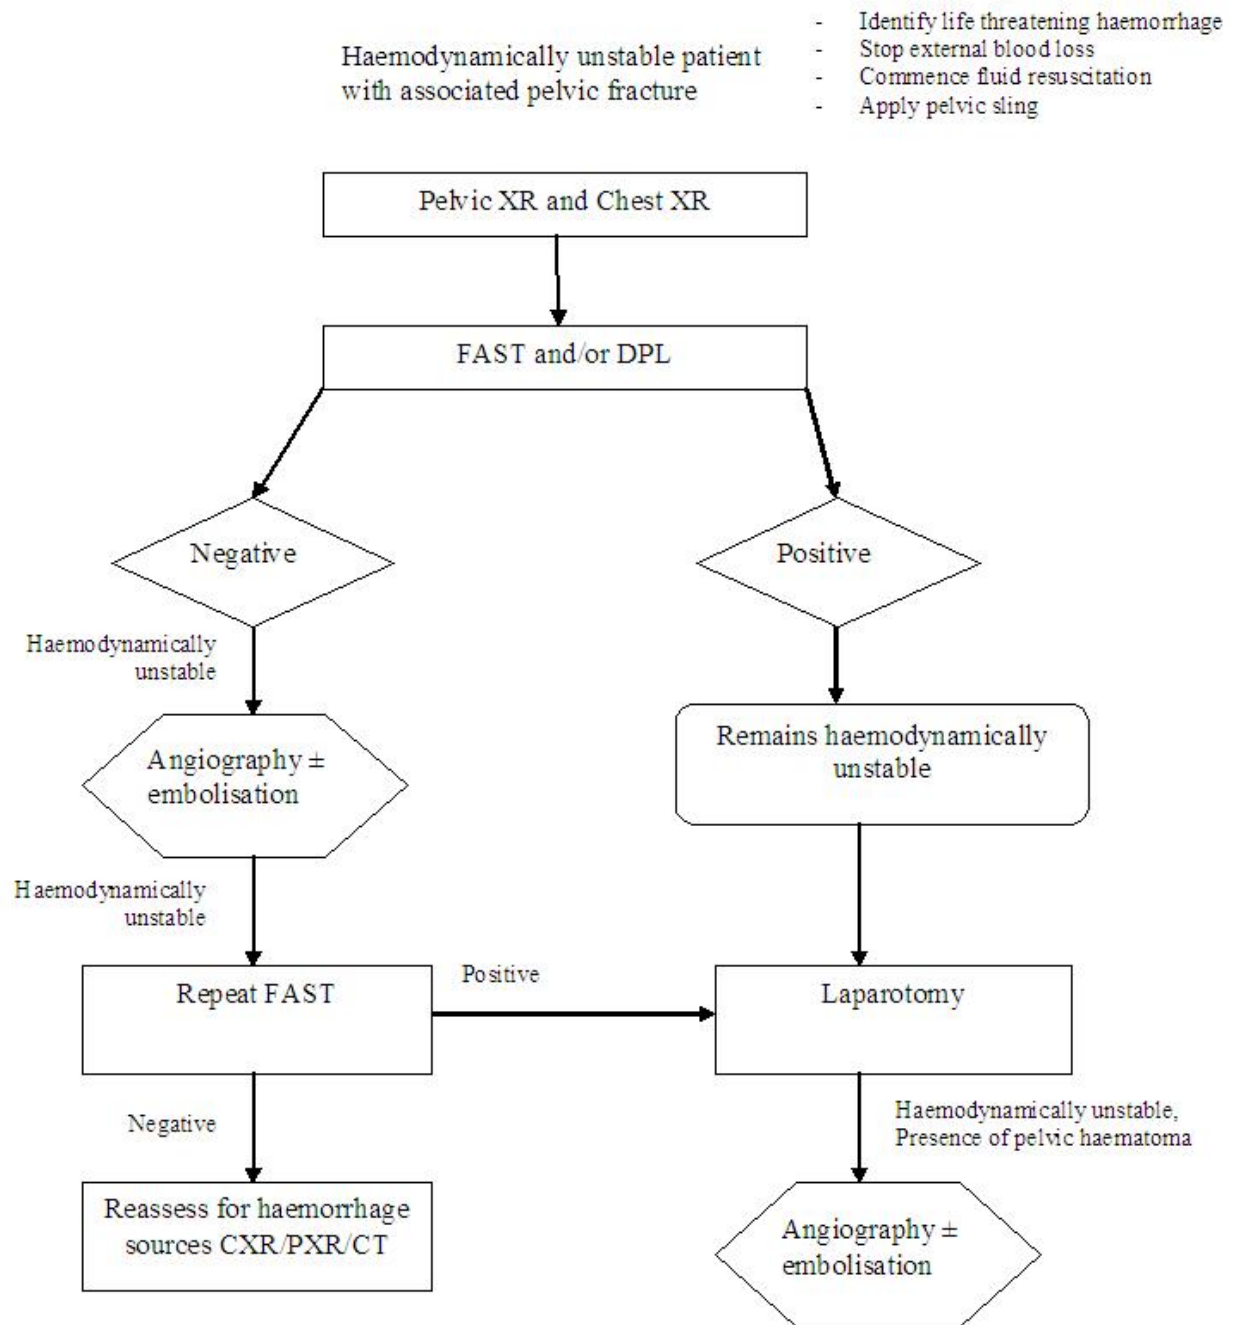 Haemodynamically unstable patient
with associated pelvic fracture
- Identify life threatening haemorrhage
- Stop external blood loss
- Commence fluid resuscitation
- Apply pelvic sling
Pelvic XR and Chest XR
FAST and/or DPL
Negative
Positive
Haemodynamically
unstable
Angiography ±
embolisation
Remains haemodynamically
unstable
Haemodynamically
unstable
Repeat FAST
Positive
Laparotomy
Negative
Haemodynamically unstable,
Presence of pelvic haematoma
Reassess for haemorrhage
sources CXR/PXR/CT
Angiography ±
embolisation